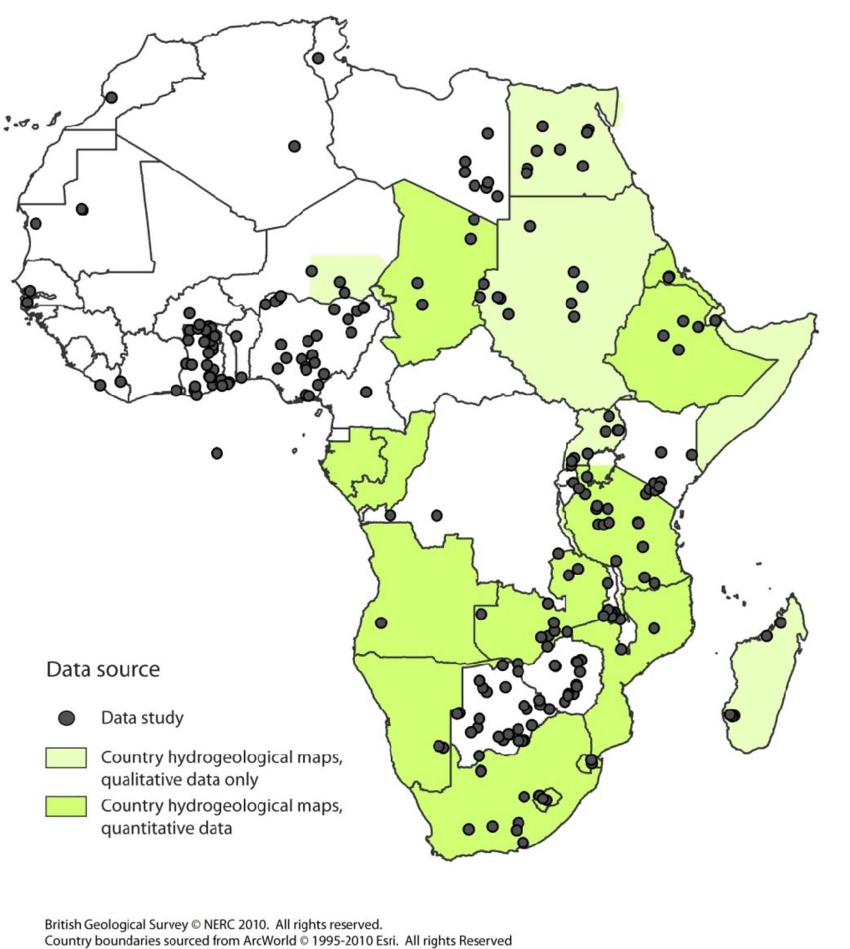 Data source
Data study
Country hydrogeological maps,
qualitative data only
Country hydrogeological maps,
quantitative data
British Geological Survey © NERC 2010. All rights reserved.
Country boundaries sourced from ArcWorld © 1995-2010 Esri. All rights Reserved